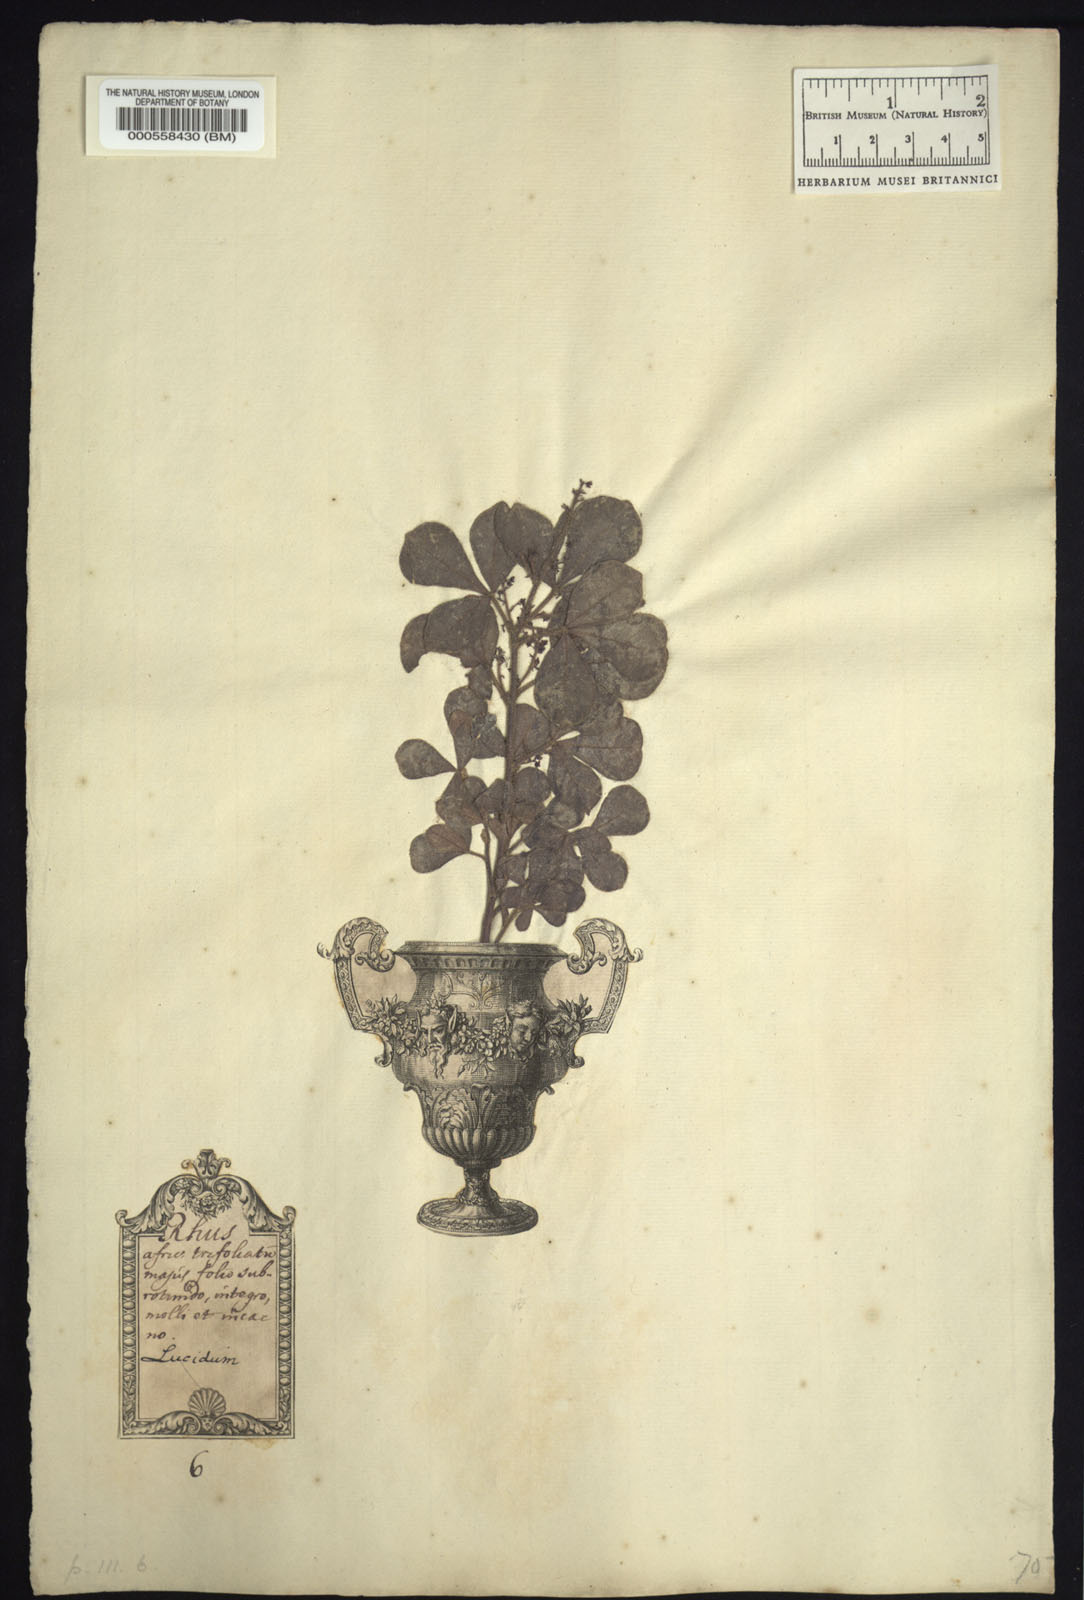 THE NATURAL HISTORY MUSEUM, LONDON
DEPARTMENT OF BOTANY
000558430 (BM)
1 2
BRITISH MUSEUM (NATURAL HISTORY)
1 2 3 4 5
HERBARIUM MUSEI BRITANNICI
Rhus
afric. trifoliatū
majus, folio sub-
rotundo, integro,
molli et incac
no.
Lucidum
6
p. 111. 6.
70